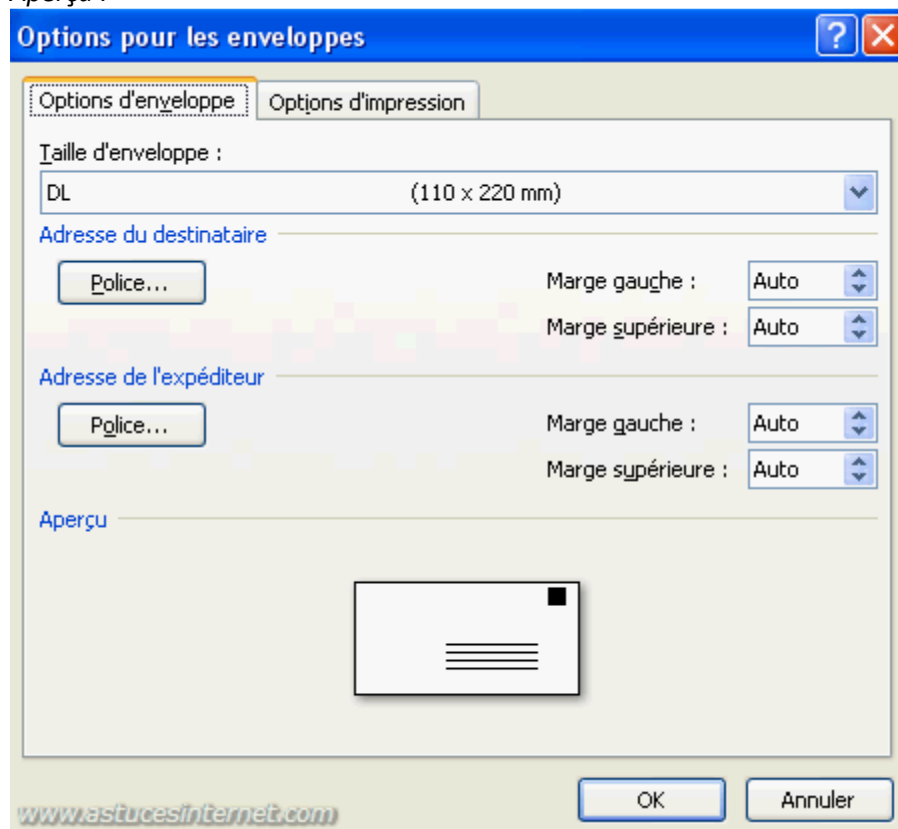 Aperçu :
Options pour les enveloppes
Options d'enveloppe Options d'impression
Taille d'enveloppe :
DL (110 x 220 mm)
Adresse du destinataire
Police... Marge gauche : Auto
Marge supérieure : Auto
Adresse de l'expéditeur
Police... Marge gauche : Auto
Marge supérieure : Auto
Aperçu
OK Annuler
www.astucesinternet.com